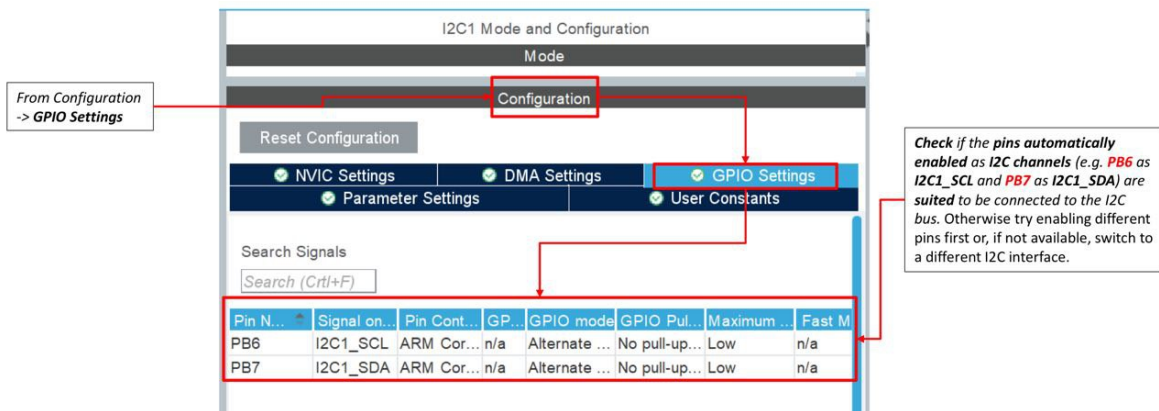 I2C1 Mode and Configuration
Mode
From Configuration
-> GPIO Settings
Configuration
Reset Configuration
NVIC Settings
DMA Settings
GPIO Settings
Parameter Settings
User Constants
Check if the pins automatically
enabled as I2C channels (e.g. PB6 as
I2C1_SCL and PB7 as I2C1_SDA) are
suited to be connected to the I2C
bus. Otherwise try enabling different
pins first or, if not available, switch to
a different I2C interface.
Search Signals
Search (CrtI+F)
Pin N... Signal on... Pin Cont... GP... GPIO mode GPIO Pul... Maximum ... Fast M
PB6 I2C1_SCL ARM Cor... n/a Alternate ... No pull-up... Low n/a
PB7 I2C1_SDA ARM Cor... n/a Alternate ... No pull-up... Low n/a